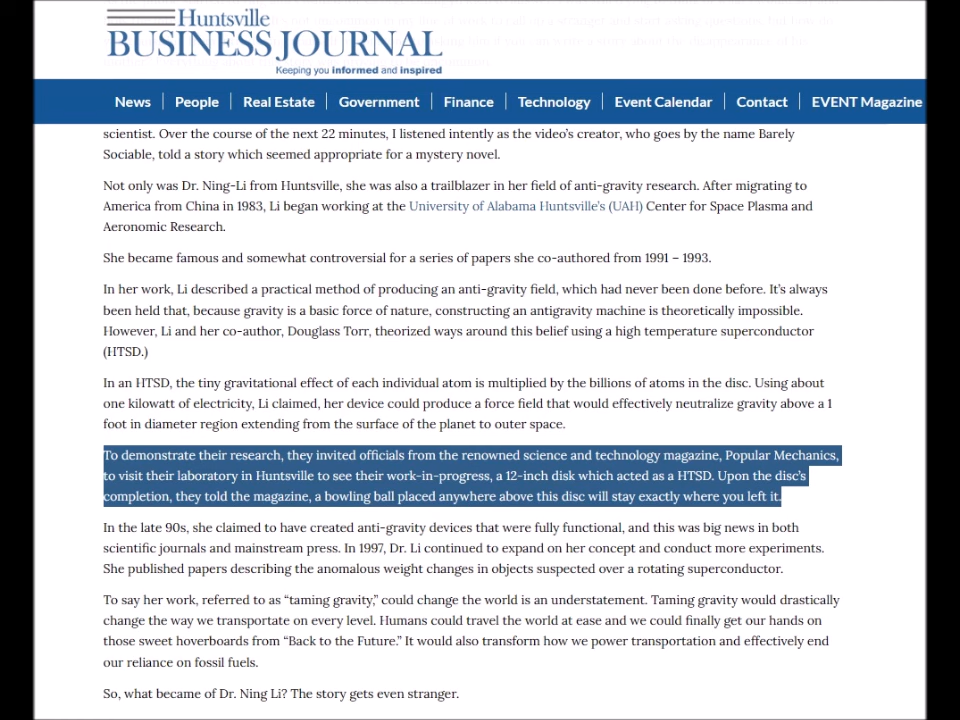 Huntsville
BUSINESS JOURNAL
Keeping you informed and inspired
News People Real Estate Government Finance Technology Event Calendar Contact EVENT Magazine
scientist. Over the course of the next 22 minutes, I listened intently as the video's creator, who goes by the name Barely
Sociable, told a story which seemed appropriate for a mystery novel.
Not only was Dr. Ning-Li from Huntsville, she was also a trailblazer in her field of anti-gravity research. After migrating to
America from China in 1983, Li began working at the University of Alabama Huntsville's (UAH) Center for Space Plasma and
Aeronomic Research.
She became famous and somewhat controversial for a series of papers she co-authored from 1991 – 1993.
In her work, Li described a practical method of producing an anti-gravity field, which had never been done before. It's always
been held that, because gravity is a basic force of nature, constructing an antigravity machine is theoretically impossible.
However, Li and her co-author, Douglass Torr, theorized ways around this belief using a high temperature superconductor
(HTSD.)
In an HTSD, the tiny gravitational effect of each individual atom is multiplied by the billions of atoms in the disc. Using about
one kilowatt of electricity, Li claimed, her device could produce a force field that would effectively neutralize gravity above a 1
foot in diameter region extending from the surface of the planet to outer space.
To demonstrate their research, they invited officials from the renowned science and technology magazine, Popular Mechanics,
to visit their laboratory in Huntsville to see their work-in-progress, a 12-inch disk which acted as a HTSD. Upon the disc's
completion, they told the magazine, a bowling ball placed anywhere above this disc will stay exactly where you left it.
In the late 90s, she claimed to have created anti-gravity devices that were fully functional, and this was big news in both
scientific journals and mainstream press. In 1997, Dr. Li continued to expand on her concept and conduct more experiments.
She published papers describing the anomalous weight changes in objects suspected over a rotating superconductor.
To say her work, referred to as “taming gravity,” could change the world is an understatement. Taming gravity would drastically
change the way we transportate on every level. Humans could travel the world at ease and we could finally get our hands on
those sweet hoverboards from “Back to the Future.” It would also transform how we power transportation and effectively end
our reliance on fossil fuels.
So, what became of Dr. Ning Li? The story gets even stranger.